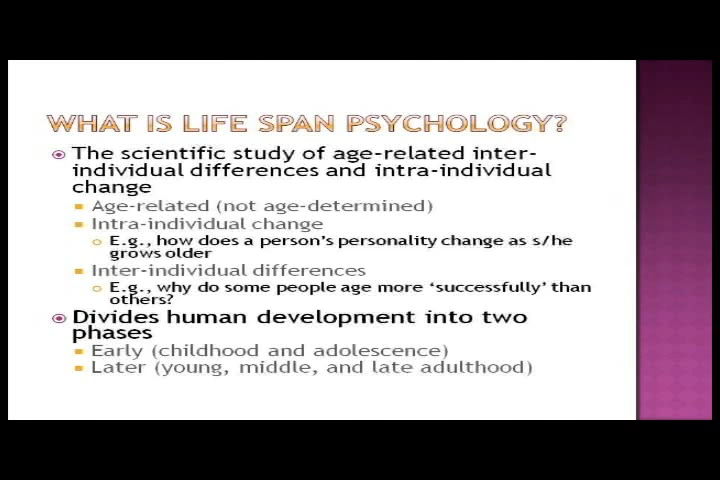 WHAT IS LIFE SPAN PSYCHOLOGY?
The scientific study of age-related inter-
individual differences and intra-individual
change
Age-related (not age-determined)
Intra-individual change
E.g., how does a person's personality change as s/he
grows older
Inter-individual differences
E.g., why do some people age more 'successfully' than
others?
Divides human development into two
phases
Early (childhood and adolescence)
Later (young, middle, and late adulthood)